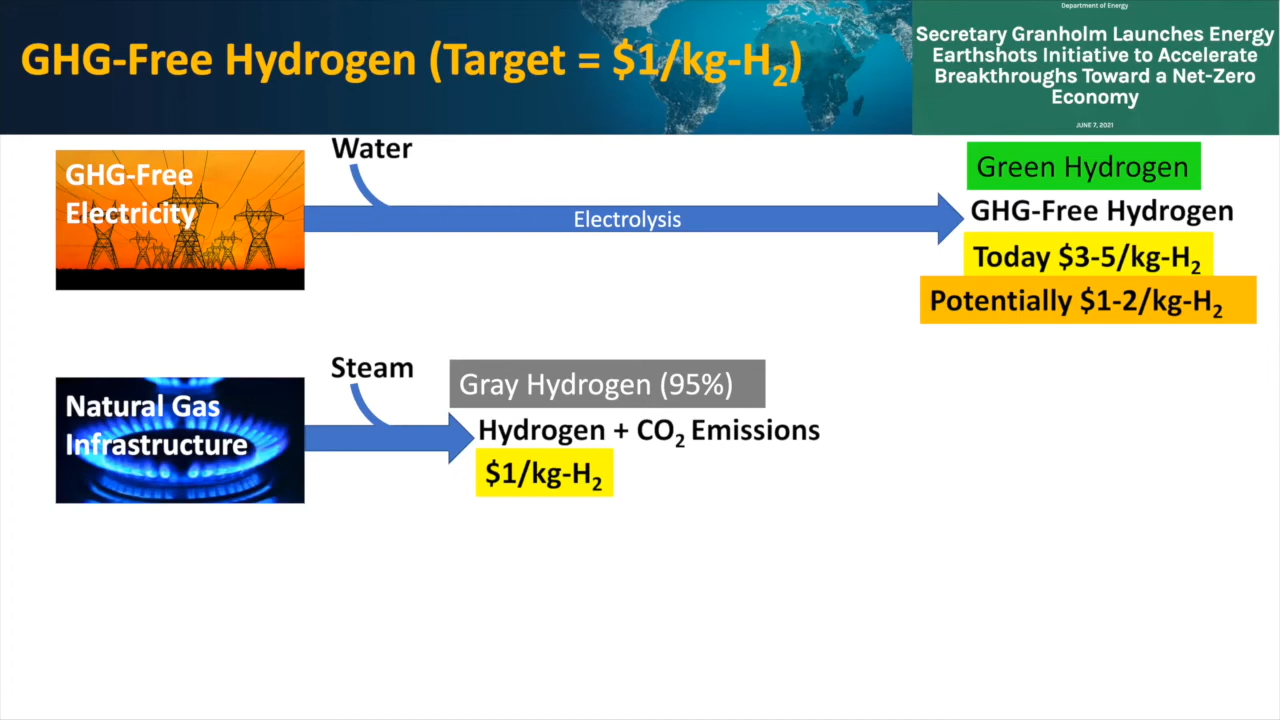 GHG-Free Hydrogen (Target = $1/kg-H₂)
Department of Energy
Secretary Granholm Launches Energy
Earthshots Initiative to Accelerate
Breakthroughs Toward a Net-Zero
Economy
JUNE 7, 2021
GHG-Free
Electricity
Water
Electrolysis
Green Hydrogen
GHG-Free Hydrogen
Today $3-5/kg-H₂
Potentially $1-2/kg-H₂
Natural Gas
Infrastructure
Steam
Gray Hydrogen (95%)
Hydrogen + CO₂ Emissions
$1/kg-H₂